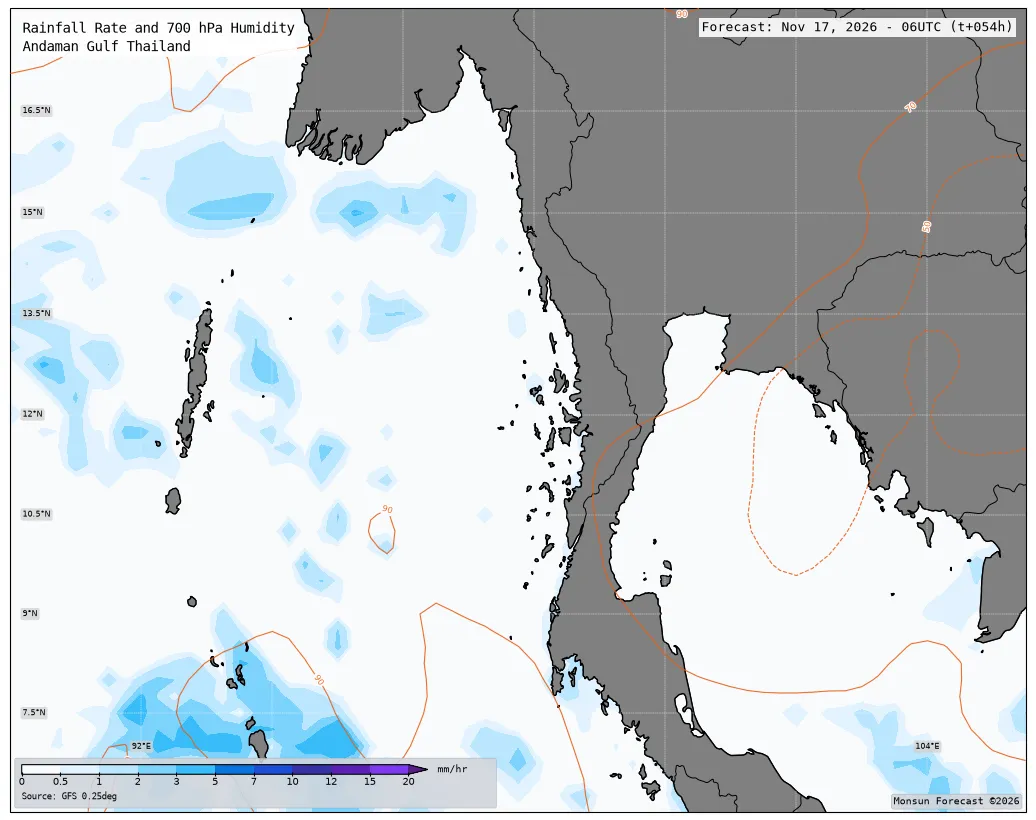 Rainfall Rate and 700 hPa Humidity
Andaman Gulf Thailand
Forecast: Nov 17, 2026 - 06UTC (t+054h)
90
70
16.5°N
50
15°N
13.5°N
12°N
90
10.5°N
9°N
90
7.5°N
92°E
104°E
mm/hr
0 0.5 1 2 3 5 7 10 12 15 20
Source: GFS 0.25deg
Monsun Forecast ©2026